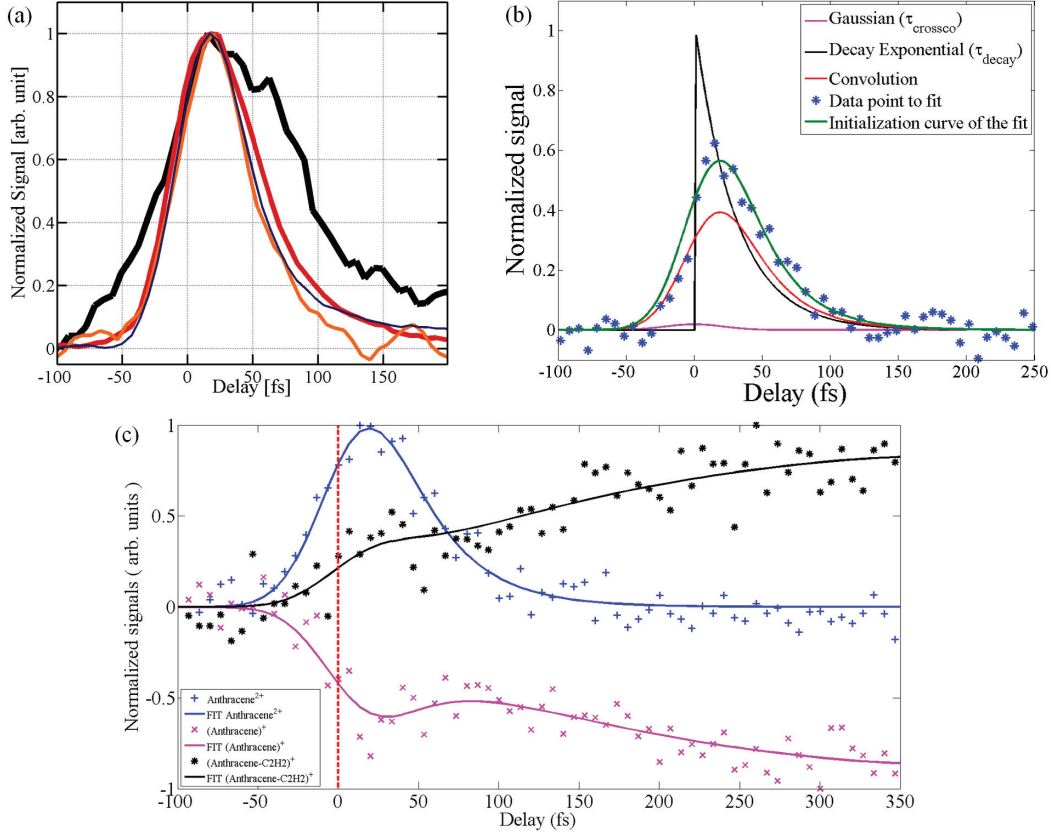 (a)
Normalized Signal [arb. unit]
1
0.8
0.6
0.4
0.2
0
-100 -50 0 50 100 150
Delay [fs]
(b)
Normalized signal
1
0.8
0.6
0.4
0.2
0
-100 -50 0 50 100 150 200 250
Delay (fs)
Gaussian (τcrossco)
Decay Exponential (τdecay)
Convolution
Data point to fit
Initialization curve of the fit
(c)
Normalized signals ( arb. units )
1
0.5
0
-0.5
-1
-100 -50 0 50 100 150 200 250 300 350
Delay (fs)
Anthracene2+
FIT Anthracene2+
(Anthracene)+
FIT (Anthracene)+
(Anthracene-C2H2)+
FIT (Anthracene-C2H2)+